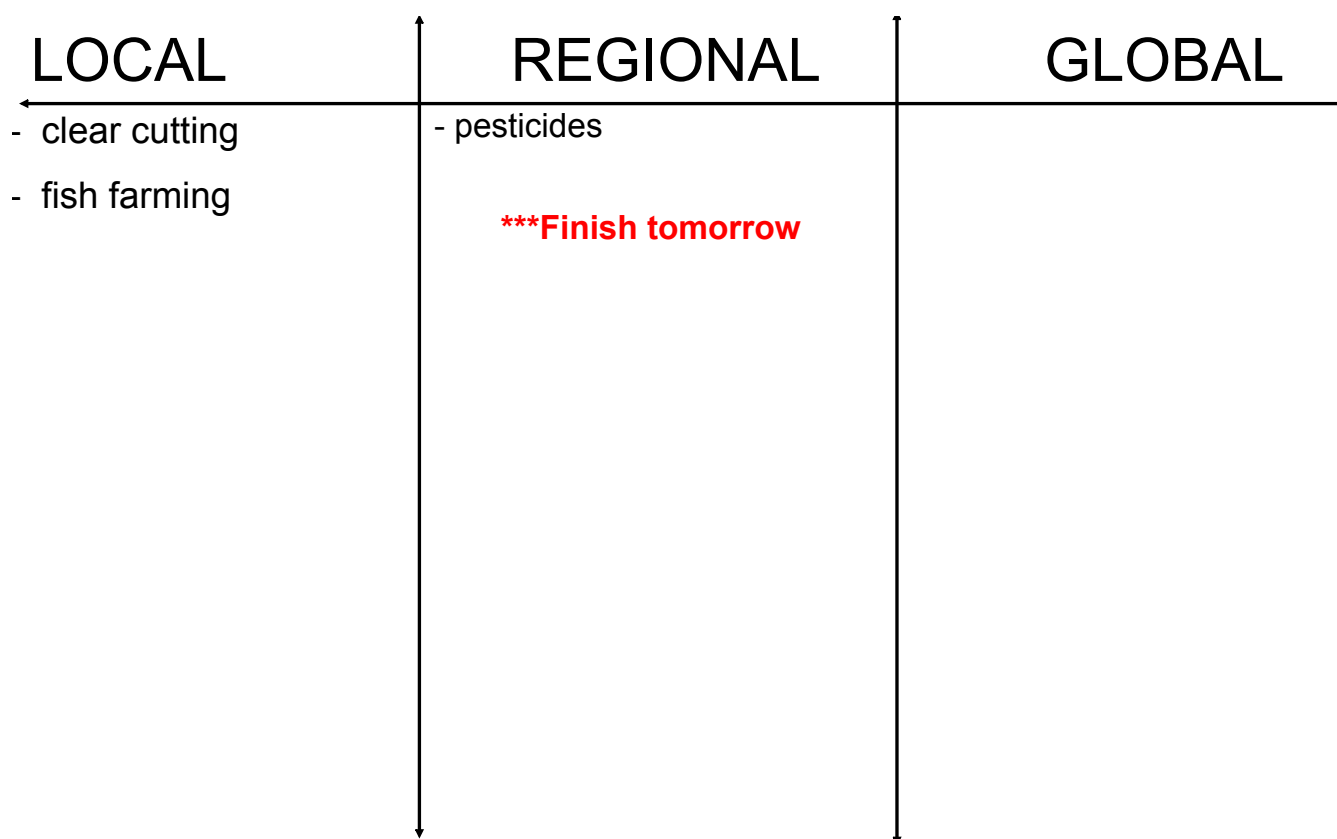 LOCAL REGIONAL GLOBAL
- clear cutting
- fish farming
- pesticides
***Finish tomorrow